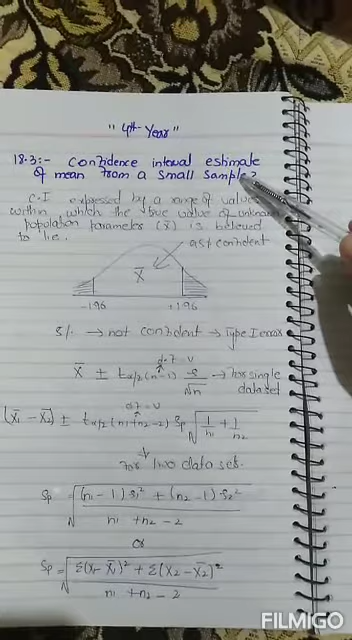 "4th Year"
18.3:- Confidence interval estimate
of mean from a Small Sample?
C.I expressed by a range of values
within which the true value of unknown
population parameter (x̄) is believed
to lie.
95% confident
X̄
-1.96 +1.96
5% → not confident → Type I error
d.f = v
X̄ ± tα/2(n-1) s/√n → For single
data set
d.f = v
(X̄1 - X̄2) ± tα/2(n1+n2-2) Sp √(1/n1 + 1/n2)
↓
For Two data sets.
Sp = √((n1-1)s1² + (n2-1)s2² / n1+n2-2)
or
Sp = √(Σ(X1-X̄1)² + Σ(X2-X̄2)² / n1+n2-2)
FILMIGO